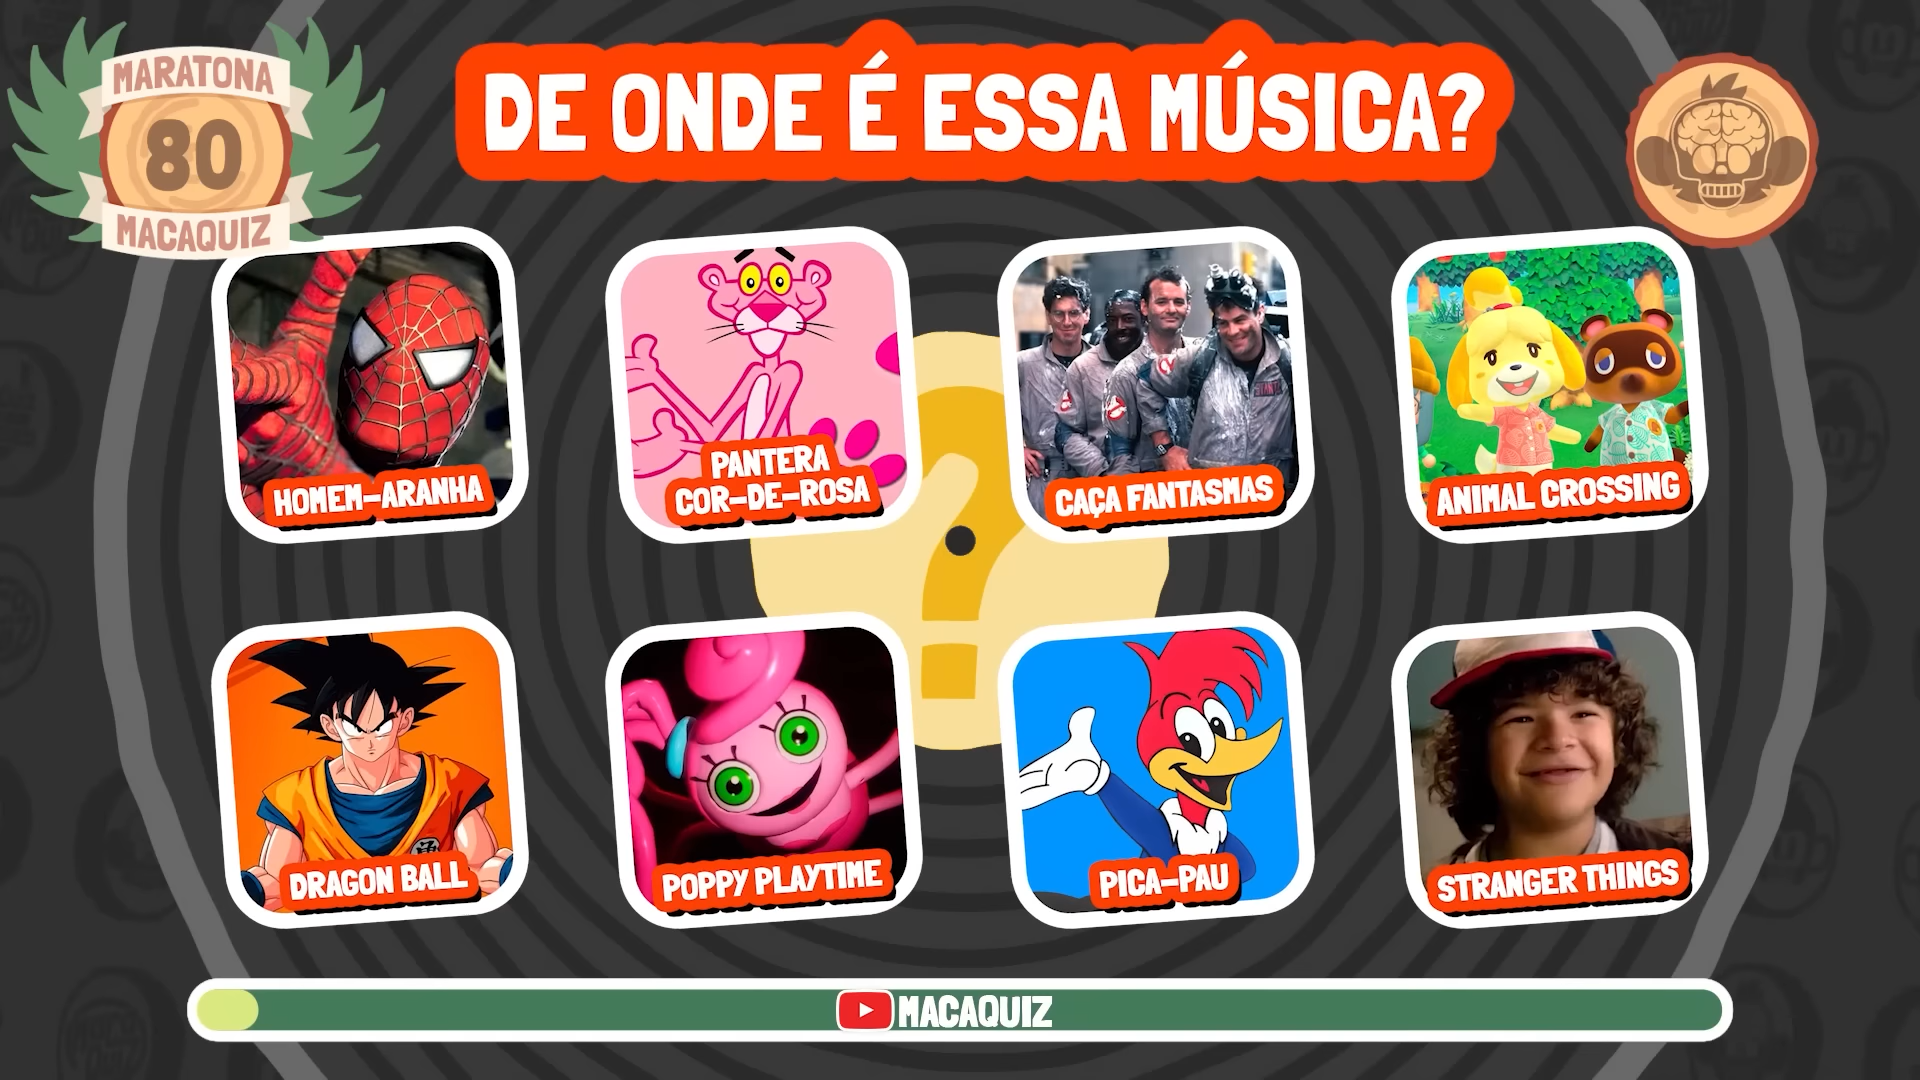 MARATONA
80
MACAQUIZ
DE ONDE É ESSA MÚSICA?
HOMEM-ARANHA
PANTERA
COR-DE-ROSA
CAÇA FANTASMAS
ANIMAL CROSSING
DRAGON BALL
POPPY PLAYTIME
PICA-PAU
STRANGER THINGS
MACAQUIZ